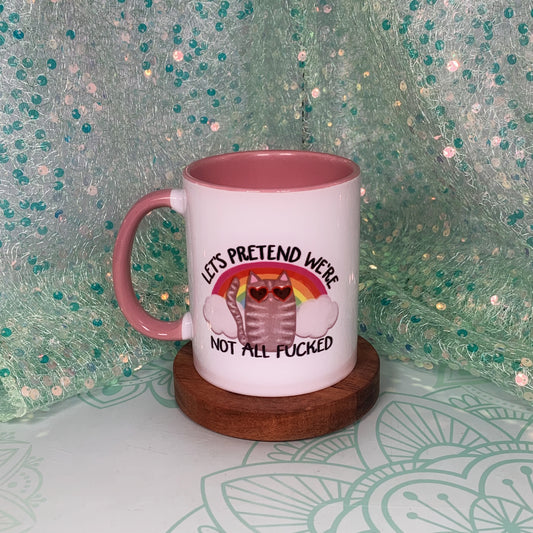 LET'S PRETEND WE'RE
NOT ALL FUCKED